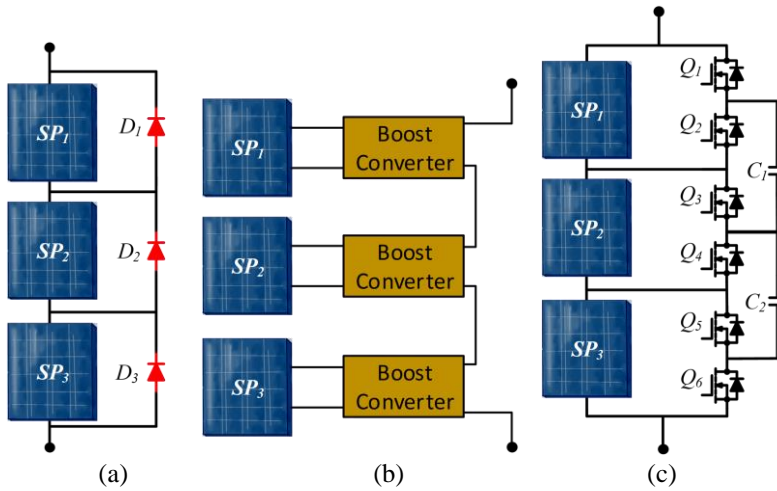 SP1
D1
SP2
D2
SP3
D3
(a)
SP1
Boost
Converter
SP2
Boost
Converter
SP3
Boost
Converter
(b)
SP1
Q1
Q2
C1
SP2
Q3
Q4
C2
SP3
Q5
Q6
(c)